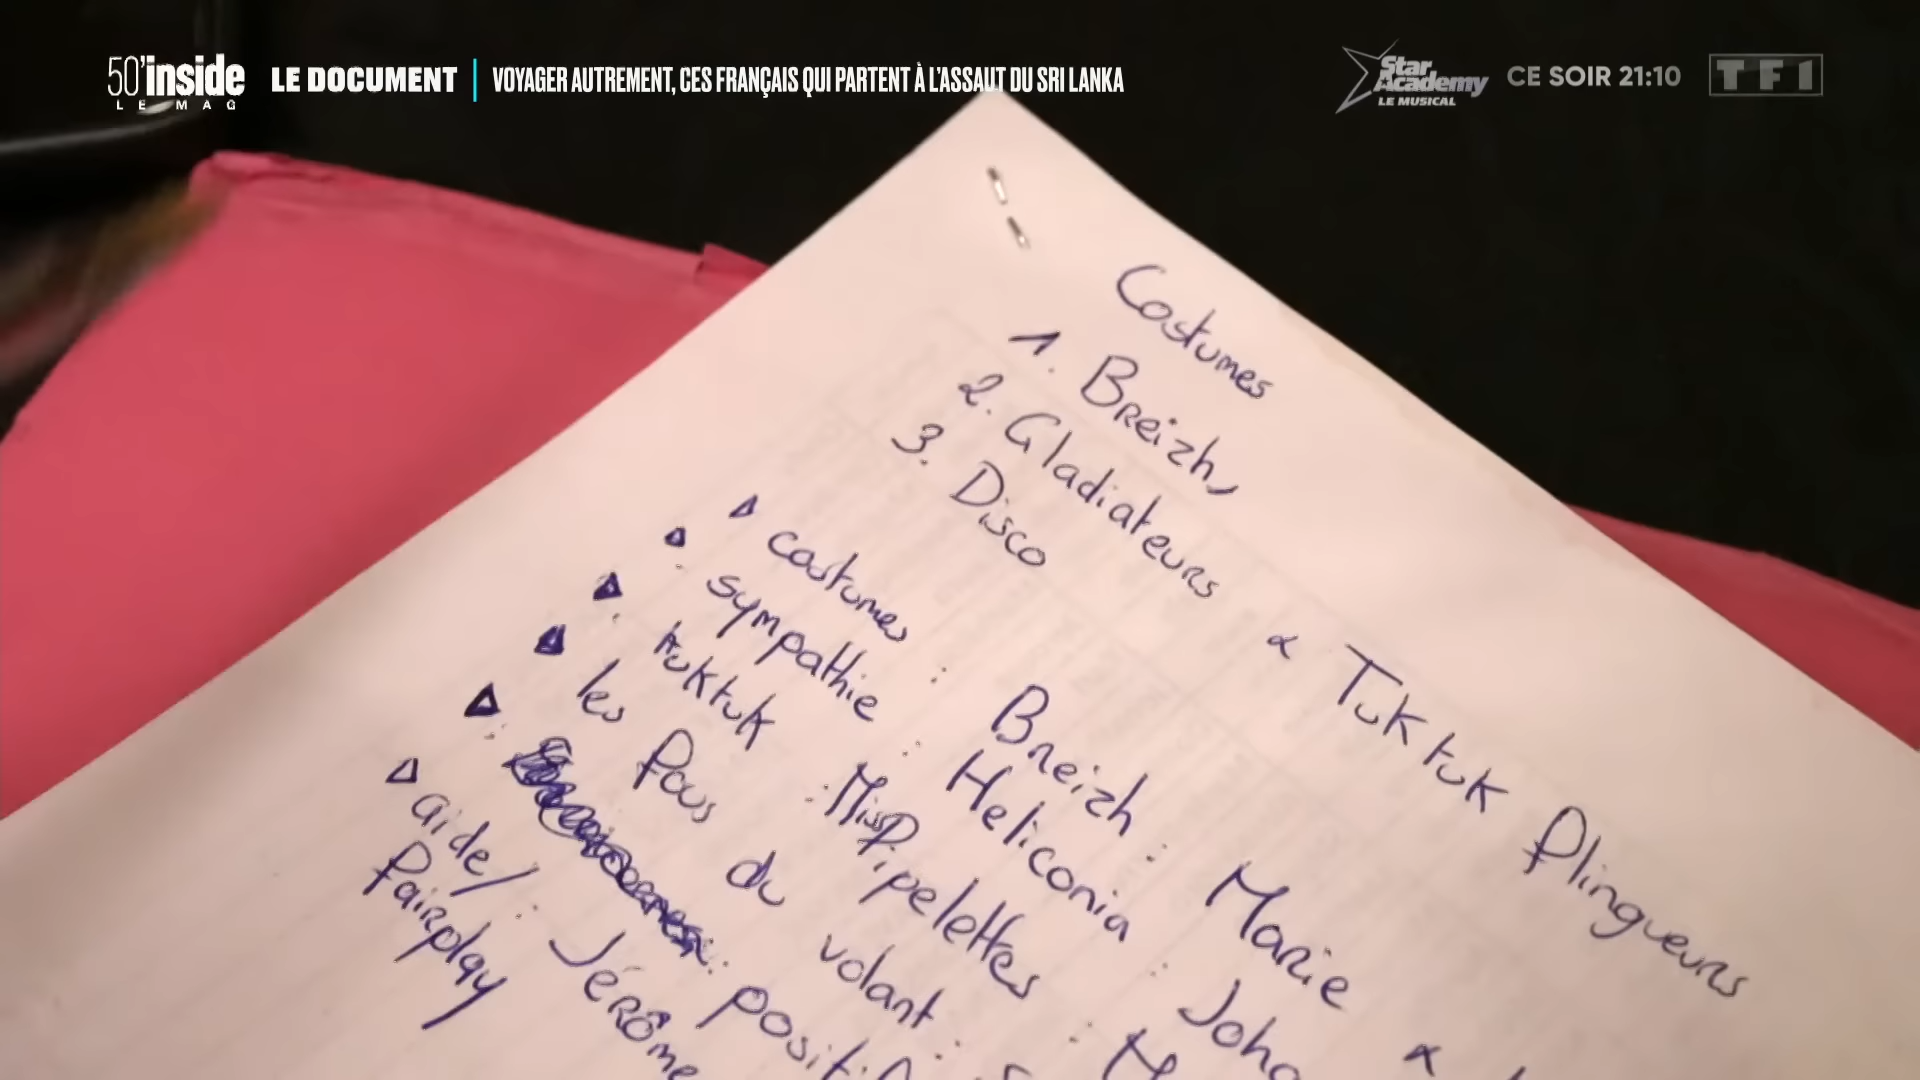 50'inside
LE MAG
LE DOCUMENT
VOYAGER AUTREMENT, CES FRANÇAIS QUI PARTENT À L'ASSAUT DU SRI LANKA
Star Academy
LE MUSICAL
CE SOIR 21:10
TF1
Costumes
1. Breizh
2. Gladiateurs
3. Disco
costumes : Breizh : Marie &
sympathie : Heliconia : Joha
tuktuk : Miss Pipelettes :
les fous du volant :
: positif
aide/ : Jérôme
Fairplay
& Tuktuk Flingueurs